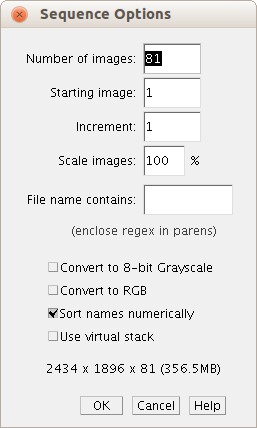 Sequence Options
Number of images: 81
Starting image: 1
Increment: 1
Scale images: 100 %
File name contains:
(enclose regex in parens)
Convert to 8-bit Grayscale
Convert to RGB
Sort names numerically
Use virtual stack
2434 x 1896 x 81 (356.5MB)
OK Cancel Help